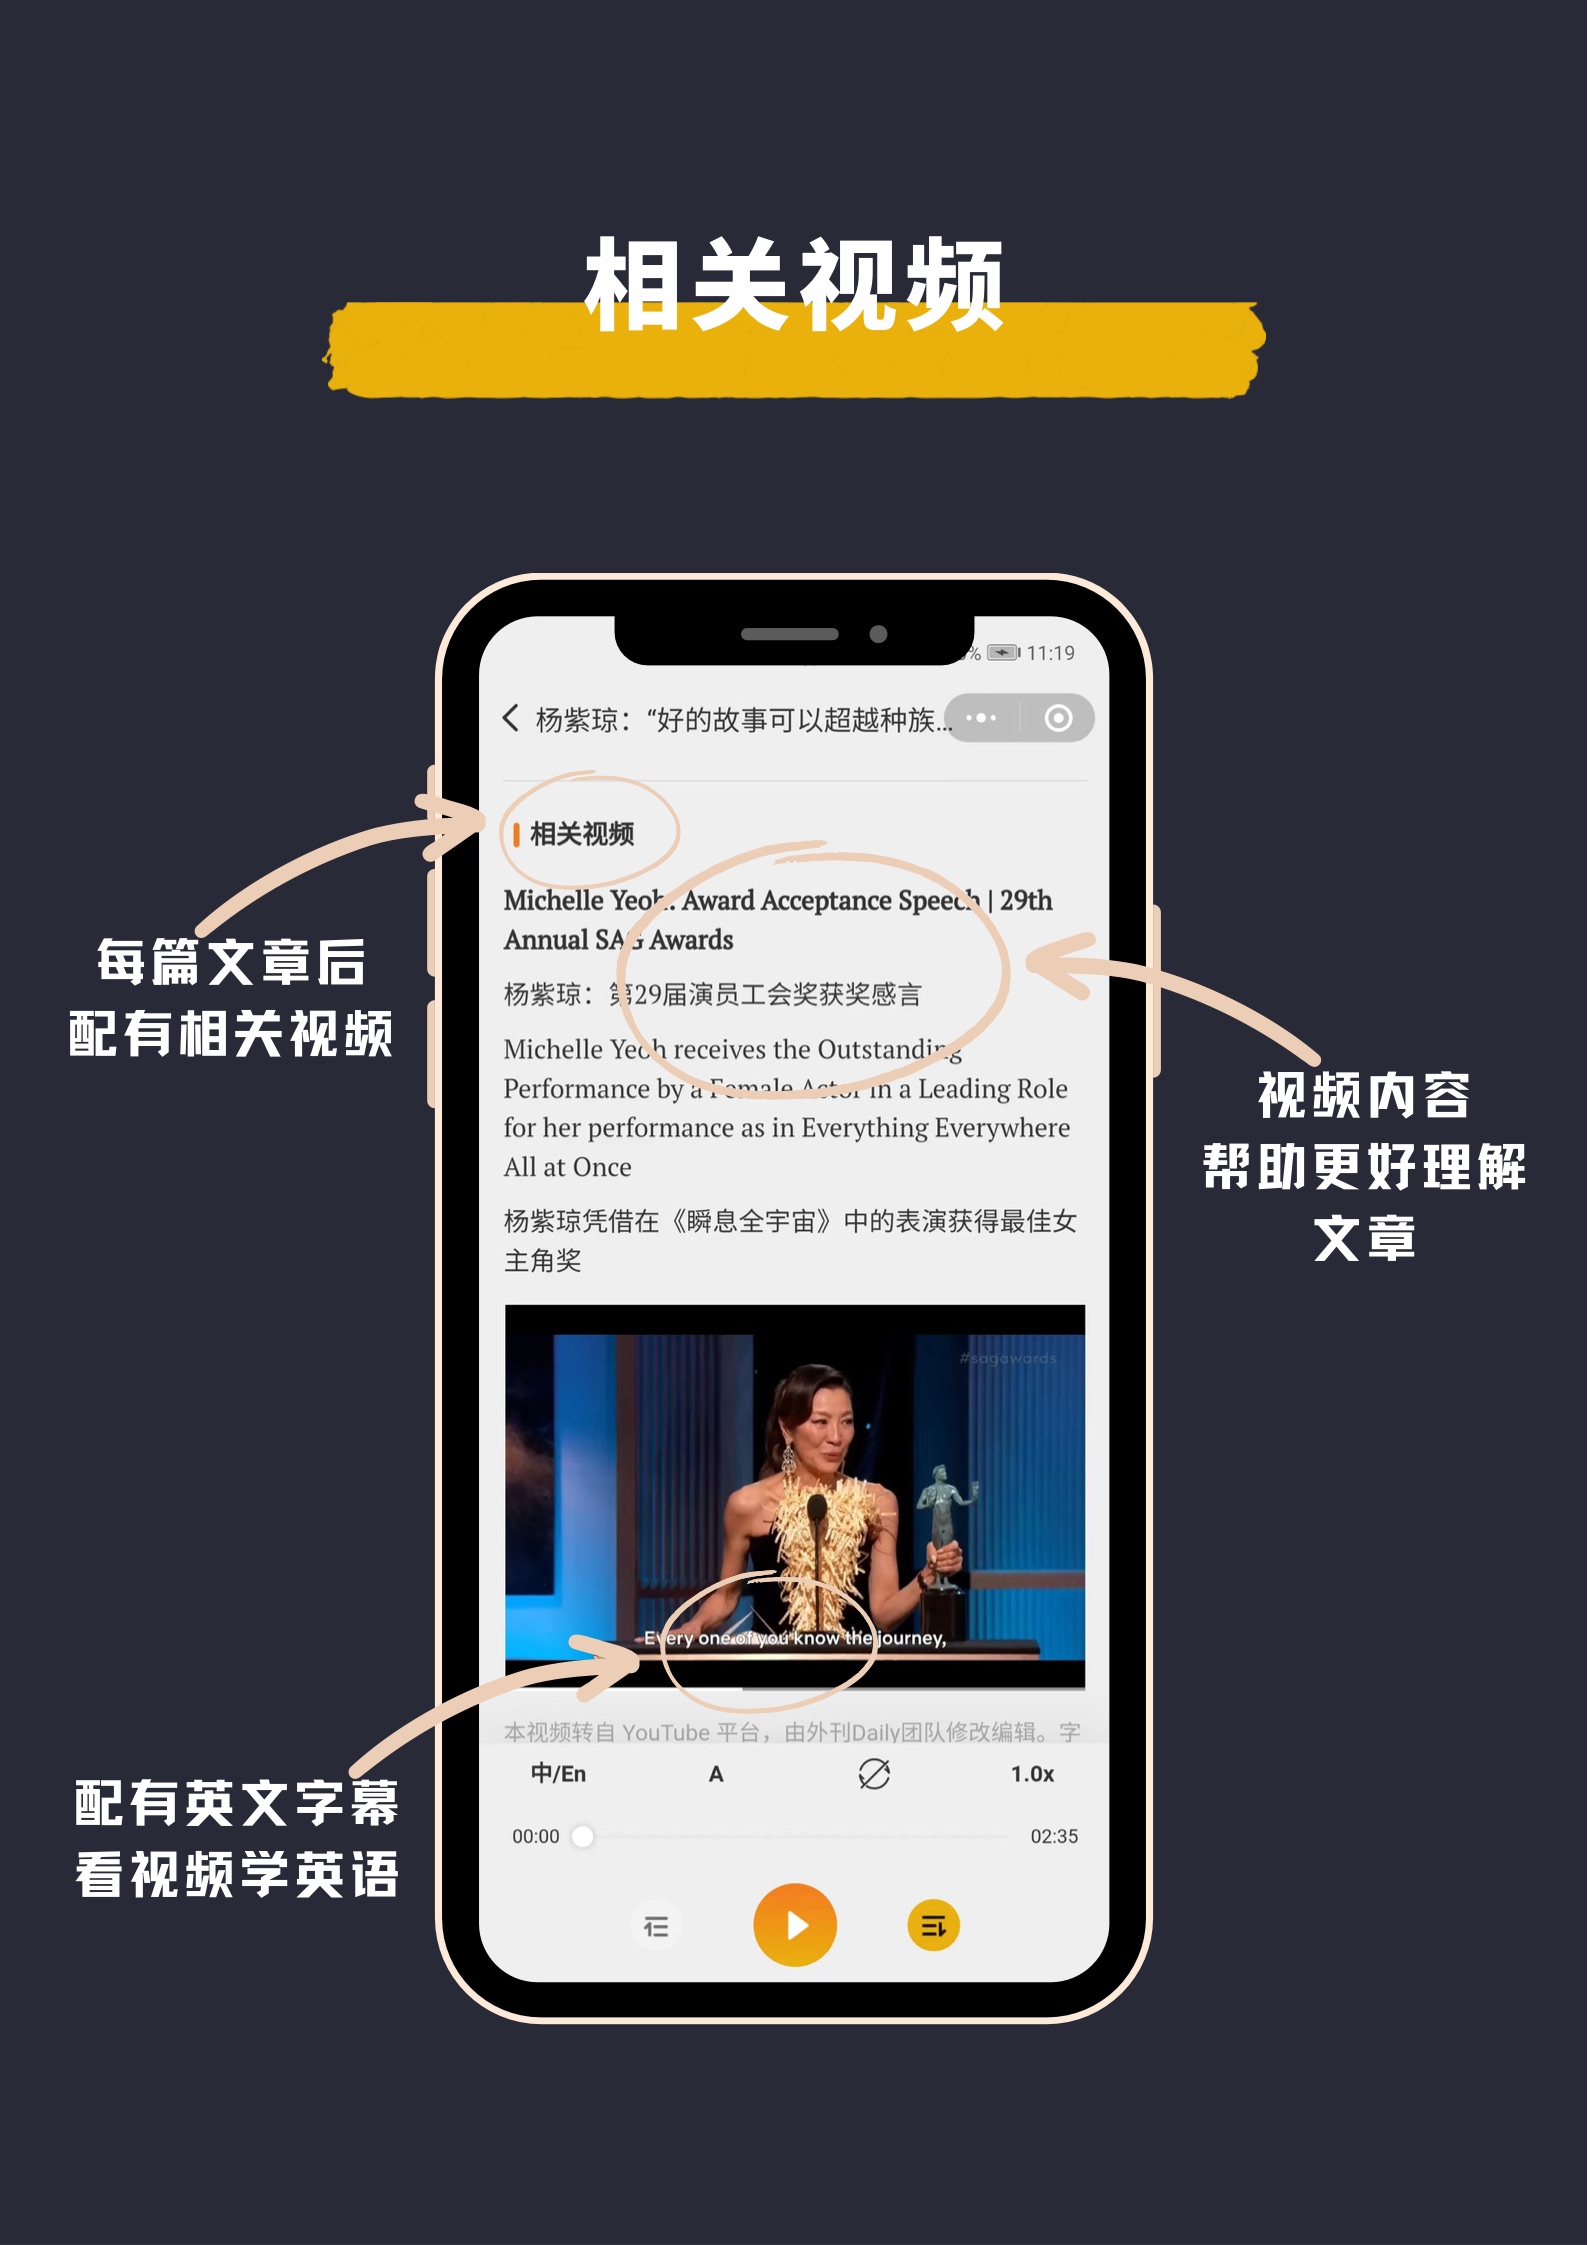 相关视频
11:19
杨紫琼：“好的故事可以超越种族...
相关视频
Michelle Yeoh: Award Acceptance Speech | 29th
Annual SAG Awards
杨紫琼：第29届演员工会奖获奖感言
Michelle Yeoh receives the Outstanding
Performance by a Female Actor in a Leading Role
for her performance as in Everything Everywhere
All at Once
杨紫琼凭借在《瞬息全宇宙》中的表演获得最佳女
主角奖
每篇文章后
配有相关视频
视频内容
帮助更好理解
文章
#sagawards
Every one of you know the journey,
本视频转自 YouTube 平台，由外刊Daily团队修改编辑。字
中/En
A
1.0x
00:00
02:35
配有英文字幕
看视频学英语